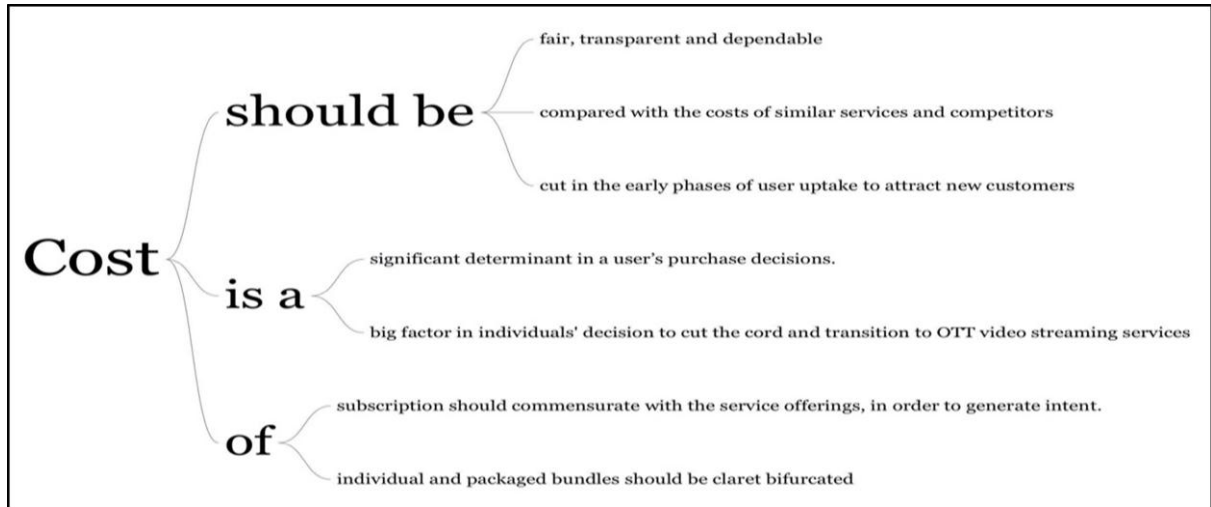 Cost
should be
fair, transparent and dependable
compared with the costs of similar services and competitors
cut in the early phases of user uptake to attract new customers
is a
significant determinant in a user's purchase decisions.
big factor in individuals' decision to cut the cord and transition to OTT video streaming services
of
subscription should commensurate with the service offerings, in order to generate intent.
individual and packaged bundles should be claret bifurcated